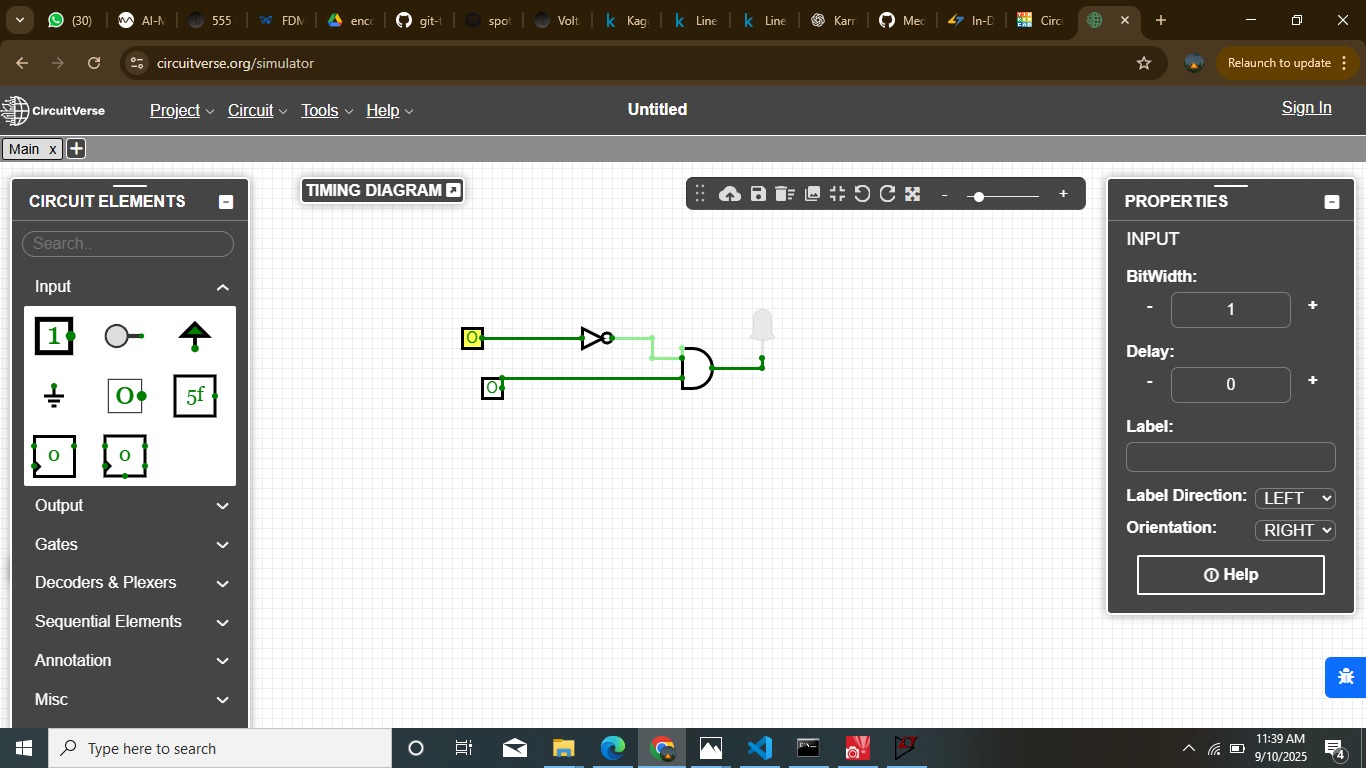 (30)
AI-M
555
FDM
enco
git-t
spot
Volt
Kag
Line
Line
Karr
Med
In-D
Circ
circuitverse.org/simulator
Relaunch to update
CircuitVerse
Project
Circuit
Tools
Help
Untitled
Sign In
Main x +
CIRCUIT ELEMENTS
Search..
Input
1
O
5f
0
0
Output
Gates
Decoders & Plexers
Sequential Elements
Annotation
Misc
TIMING DIAGRAM
- +
0
0
PROPERTIES
INPUT
BitWidth:
- 1 +
Delay:
- 0 +
Label:
Label Direction: LEFT
Orientation: RIGHT
Help
Type here to search
11:39 AM
9/10/2025
4